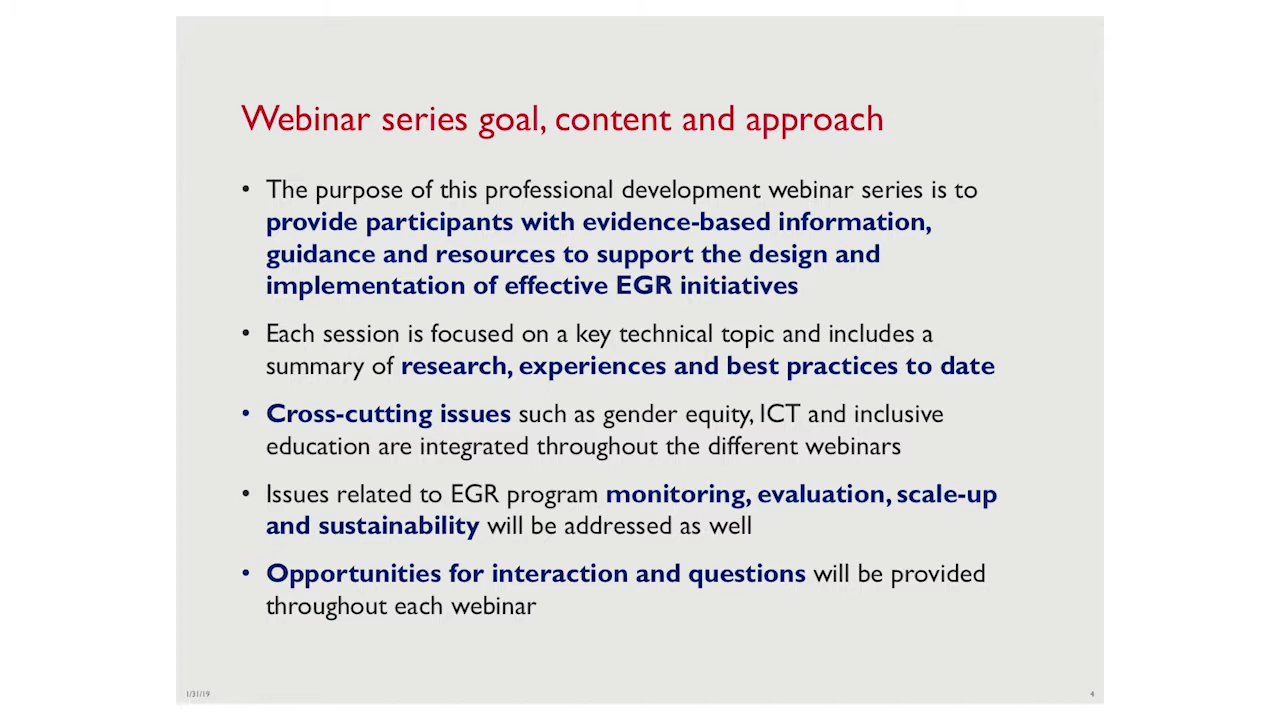 Webinar series goal, content and approach
• The purpose of this professional development webinar series is to
provide participants with evidence-based information,
guidance and resources to support the design and
implementation of effective EGR initiatives
• Each session is focused on a key technical topic and includes a
summary of research, experiences and best practices to date
• Cross-cutting issues such as gender equity, ICT and inclusive
education are integrated throughout the different webinars
• Issues related to EGR program monitoring, evaluation, scale-up
and sustainability will be addressed as well
• Opportunities for interaction and questions will be provided
throughout each webinar
1/31/19
4